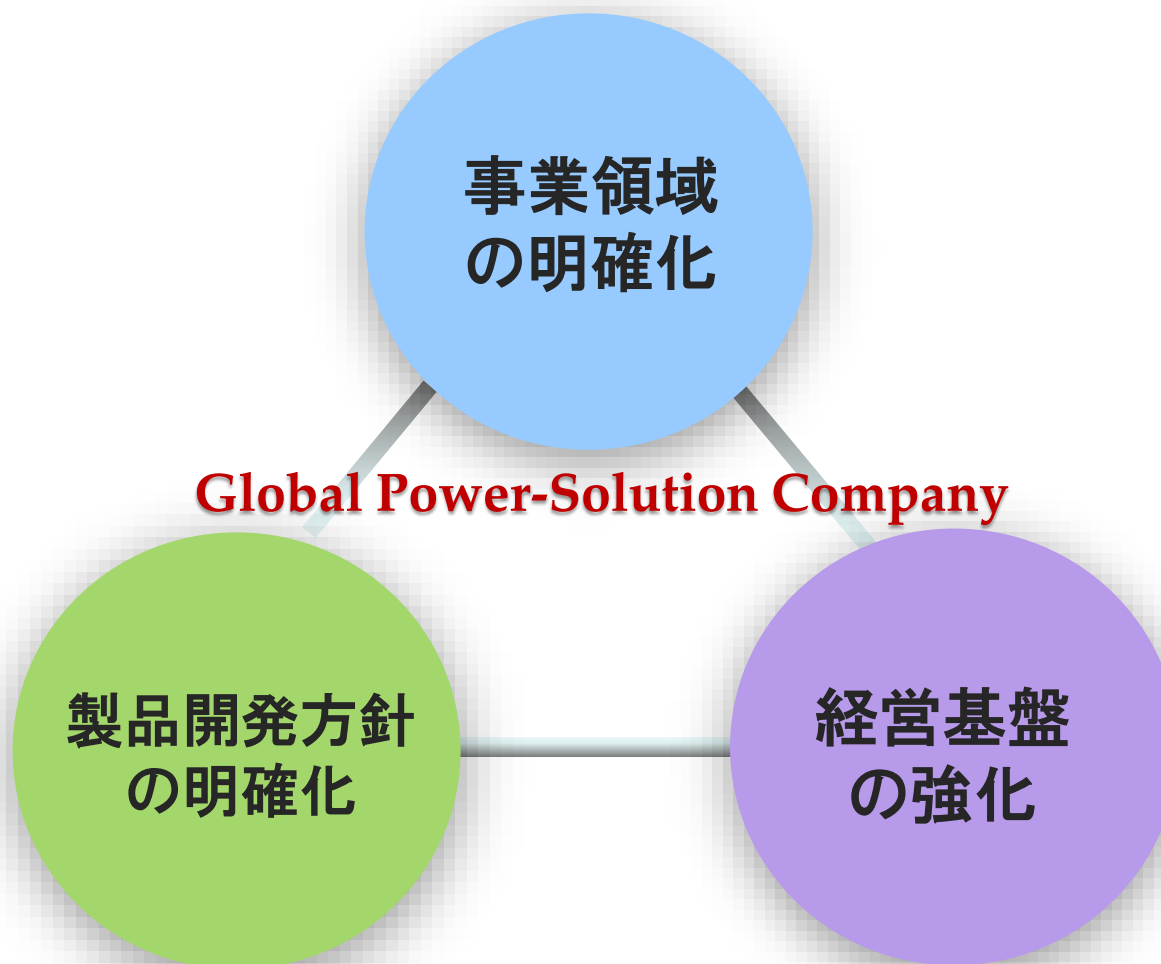 事業領域
の明確化
Global Power-Solution Company
製品開発方針
の明確化
経営基盤
の強化